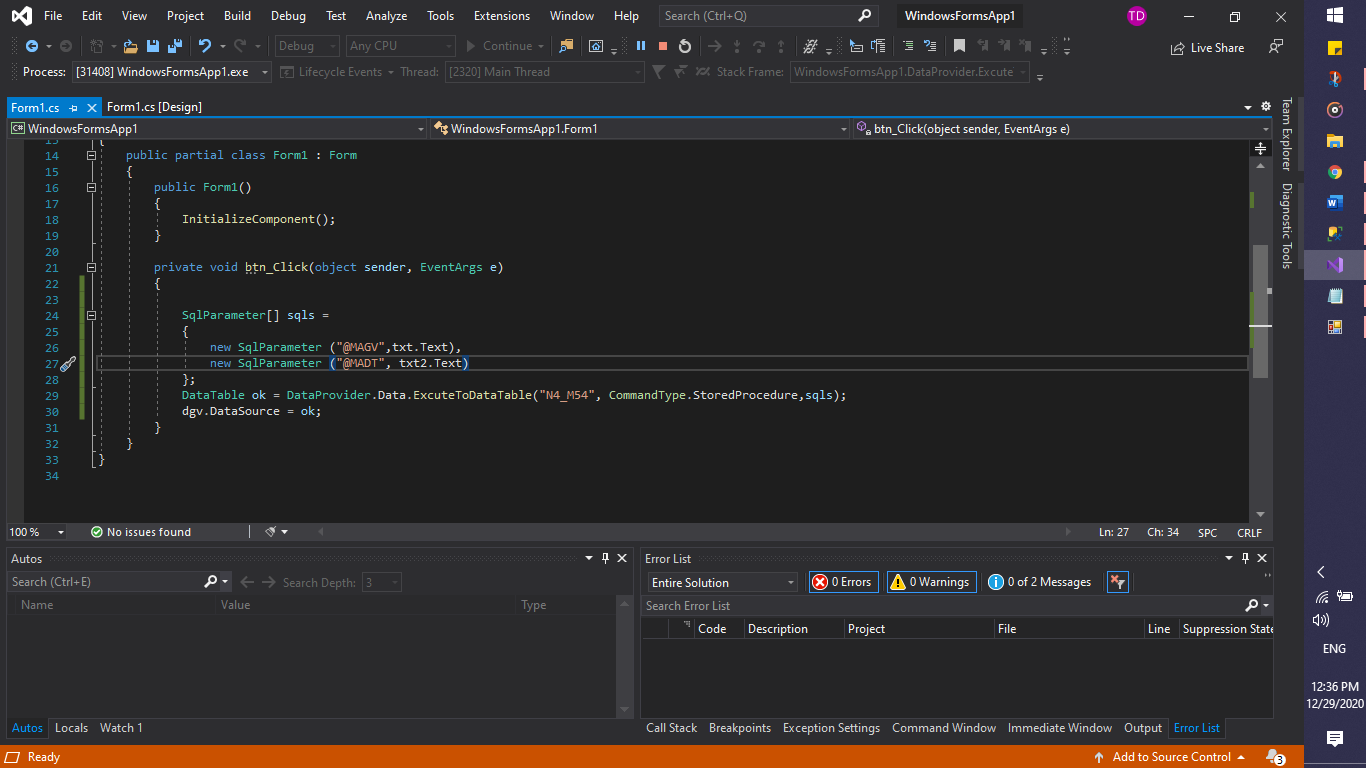 File Edit View Project Build Debug Test Analyze Tools Extensions Window Help Search (Ctrl+Q) WindowsFormsApp1 TD
Debug Any CPU Continue Live Share
Process: [31408] WindowsFormsApp1.exe Lifecycle Events Thread: [2320] Main Thread Stack Frame: WindowsFormsApp1.DataProvider.Excute
Form1.cs Form1.cs [Design]
C# WindowsFormsApp1 WindowsFormsApp1.Form1 btn_Click(object sender, EventArgs e)
13 {
14 public partial class Form1 : Form
15 {
16 public Form1()
17 {
18 InitializeComponent();
19 }
20
21 private void btn_Click(object sender, EventArgs e)
22 {
23
24 SqlParameter[] sqls =
25 {
26 new SqlParameter ("@MAGV",txt.Text),
27 new SqlParameter ("@MADT", txt2.Text)
28 };
29 DataTable ok = DataProvider.Data.ExcuteToDataTable("N4_M54", CommandType.StoredProcedure,sqls);
30 dgv.DataSource = ok;
31 }
32 }
33 }
34
100 % No issues found Ln: 27 Ch: 34 SPC CRLF
Autos
Search (Ctrl+E) Search Depth: 3
Name Value Type
Autos Locals Watch 1
Error List
Entire Solution 0 Errors 0 Warnings 0 of 2 Messages
Search Error List
Code Description Project File Line Suppression State
Call Stack Breakpoints Exception Settings Command Window Immediate Window Output Error List
Ready Add to Source Control 3
Team Explorer
Diagnostic Tools
ENG
12:36 PM
12/29/2020